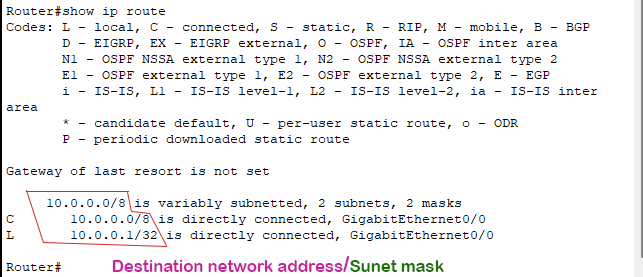 Router#show ip route
Codes: L - local, C - connected, S - static, R - RIP, M - mobile, B - BGP
D - EIGRP, EX - EIGRP external, O - OSPF, IA - OSPF inter area
N1 - OSPF NSSA external type 1, N2 - OSPF NSSA external type 2
E1 - OSPF external type 1, E2 - OSPF external type 2, E - EGP
i - IS-IS, L1 - IS-IS level-1, L2 - IS-IS level-2, ia - IS-IS inter
area
* - candidate default, U - per-user static route, o - ODR
P - periodic downloaded static route
Gateway of last resort is not set
10.0.0.0/8 is variably subnetted, 2 subnets, 2 masks
C 10.0.0.0/8 is directly connected, GigabitEthernet0/0
L 10.0.0.1/32 is directly connected, GigabitEthernet0/0
Router# Destination network address/Sunet mask